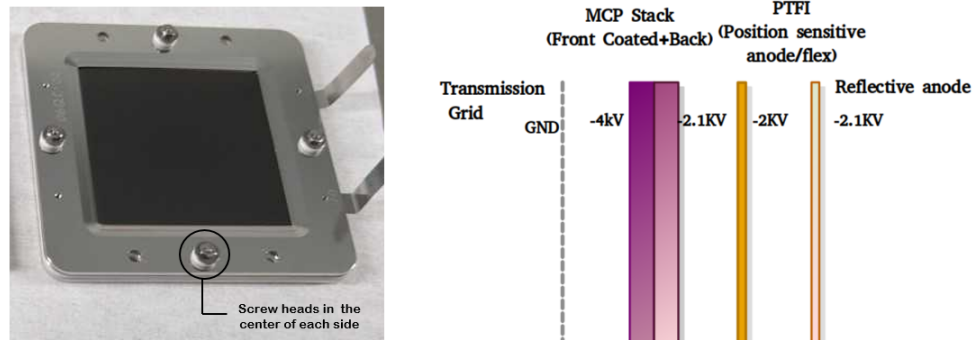 Screw heads in the
center of each side
MCP Stack
(Front Coated+Back)
PTFI
(Position sensitive
anode/flex)
Transmission
Grid
GND
-4kV
-2.1KV
-2KV
Reflective anode
-2.1KV